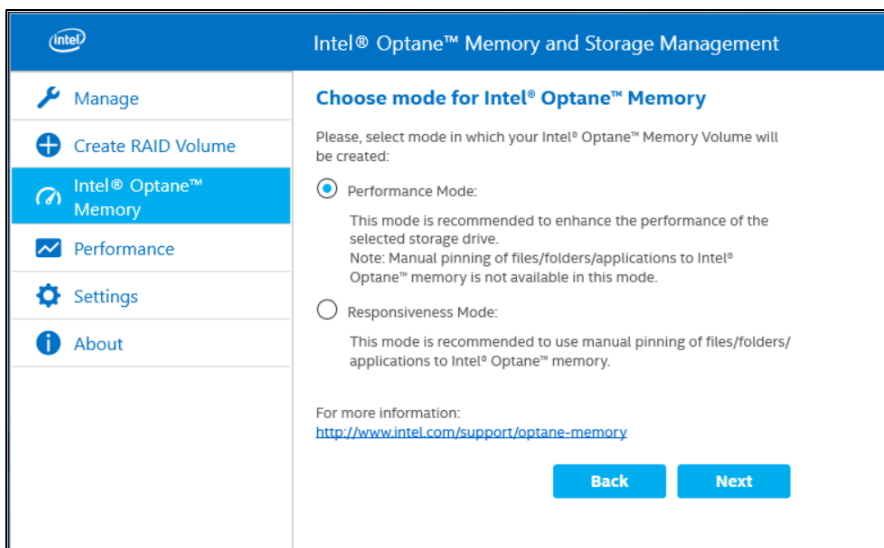 intel
Intel® Optane™ Memory and Storage Management
Manage
Create RAID Volume
Intel® Optane™
Memory
Performance
Settings
About
Choose mode for Intel® Optane™ Memory
Please, select mode in which your Intel® Optane™ Memory Volume will
be created:
Performance Mode:
This mode is recommended to enhance the performance of the
selected storage drive.
Note: Manual pinning of files/folders/applications to Intel®
Optane™ memory is not available in this mode.
Responsiveness Mode:
This mode is recommended to use manual pinning of files/folders/
applications to Intel® Optane™ memory.
For more information:
http://www.intel.com/support/optane-memory
Back
Next